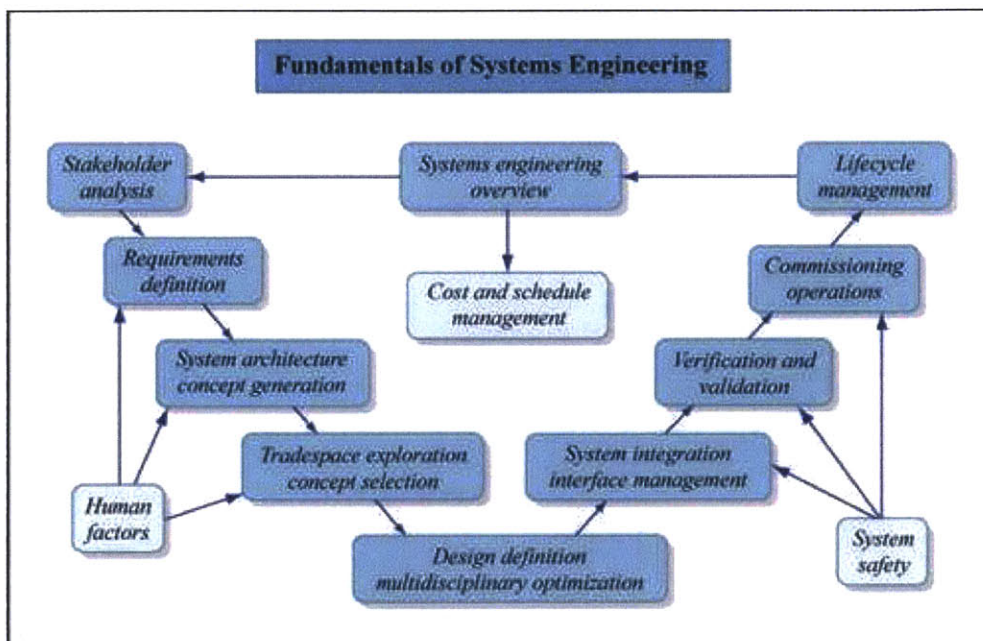 Fundamentals of Systems Engineering
Stakeholder
analysis
Systems engineering
overview
Lifecycle
management
Requirements
definition
Cost and schedule
management
Commissioning
operations
System architecture
concept generation
Verification and
validation
Tradespace exploration
concept selection
System integration
interface management
Human
factors
Design definition
multidisciplinary optimization
System
safety